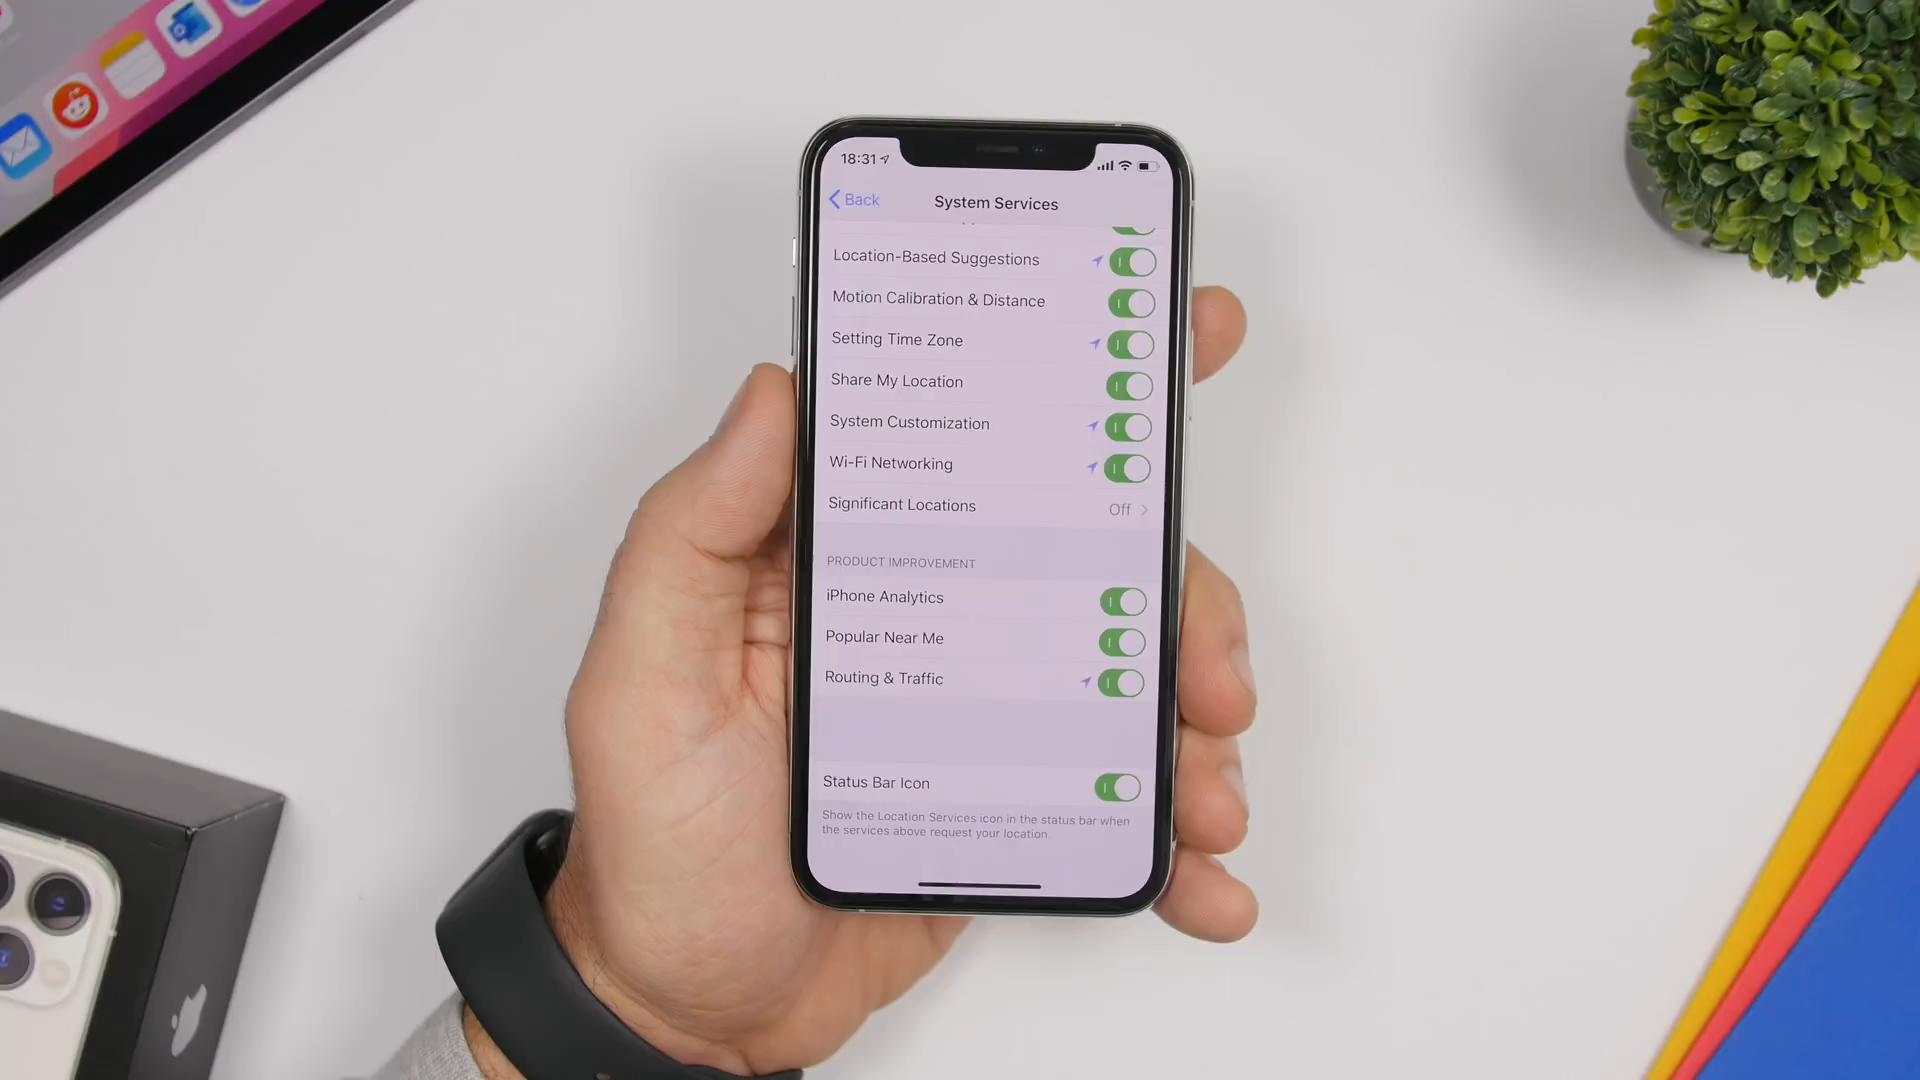 18:31
Back
System Services
Location-Based Suggestions
Motion Calibration & Distance
Setting Time Zone
Share My Location
System Customization
Wi-Fi Networking
Significant Locations Off
PRODUCT IMPROVEMENT
iPhone Analytics
Popular Near Me
Routing & Traffic
Status Bar Icon
Show the Location Services icon in the status bar when
the services above request your location.